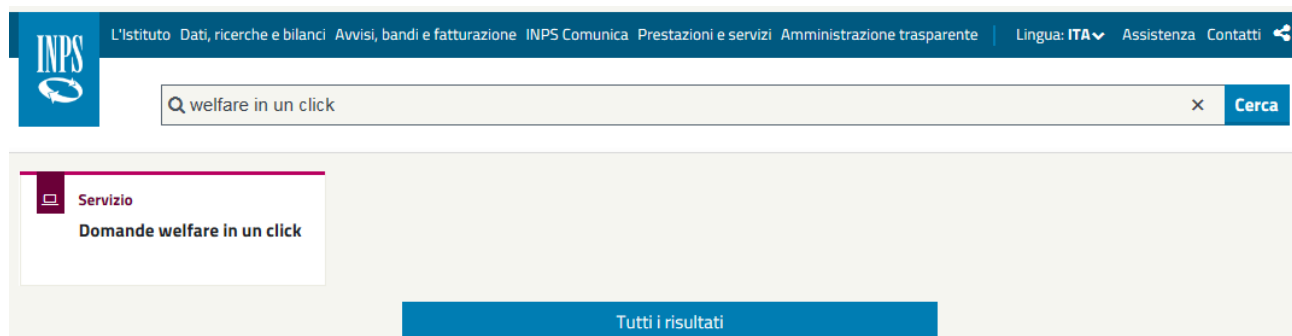 INPS
L'Istituto Dati, ricerche e bilanci Avvisi, bandi e fatturazione INPS Comunica Prestazioni e servizi Amministrazione trasparente Lingua: ITA Assistenza Contatti
welfare in un click × Cerca
Servizio
Domande welfare in un click
Tutti i risultati